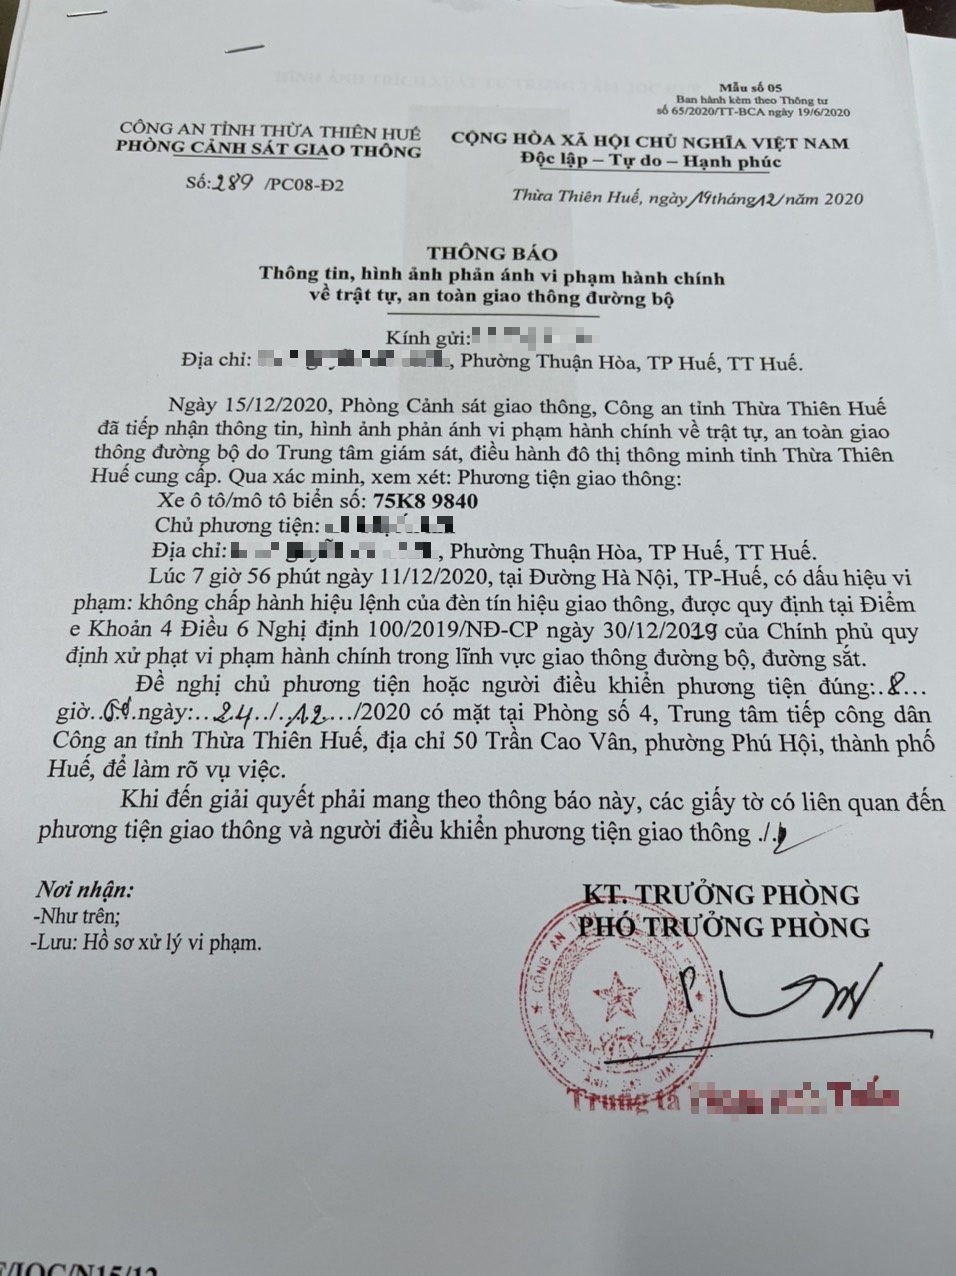 Mẫu số 05
Ban hành kèm theo Thông tư
số 65/2020/TT-BCA ngày 19/6/2020
CÔNG AN TỈNH THỪA THIÊN HUẾ
PHÒNG CẢNH SÁT GIAO THÔNG
Số: 289 /PC08-Đ2
CỘNG HÒA XÃ HỘI CHỦ NGHĨA VIỆT NAM
Độc lập – Tự do – Hạnh phúc
Thừa Thiên Huế, ngày 19 tháng 12/ năm 2020
THÔNG BÁO
Thông tin, hình ảnh phản ánh vi phạm hành chính
về trật tự, an toàn giao thông đường bộ
Kính gửi:
Địa chỉ: , Phường Thuận Hòa, TP Huế, TT Huế.
Ngày 15/12/2020, Phòng Cảnh sát giao thông, Công an tỉnh Thừa Thiên Huế
đã tiếp nhận thông tin, hình ảnh phản ánh vi phạm hành chính về trật tự, an toàn giao
thông đường bộ do Trung tâm giám sát, điều hành đô thị thông minh tỉnh Thừa Thiên
Huế cung cấp. Qua xác minh, xem xét: Phương tiện giao thông:
Xe ô tô/mô tô biển số: 75K8 9840
Chủ phương tiện:
Địa chỉ: , Phường Thuận Hòa, TP Huế, TT Huế.
Lúc 7 giờ 56 phút ngày 11/12/2020, tại Đường Hà Nội, TP-Huế, có dấu hiệu vi
phạm: không chấp hành hiệu lệnh của đèn tín hiệu giao thông, được quy định tại Điểm
e Khoản 4 Điều 6 Nghị định 100/2019/NĐ-CP ngày 30/12/2019 của Chính phủ quy
định xử phạt vi phạm hành chính trong lĩnh vực giao thông đường bộ, đường sắt.
Đề nghị chủ phương tiện hoặc người điều khiển phương tiện đúng:..8...
giờ.. ngày:...24../..12.../2020 có mặt tại Phòng số 4, Trung tâm tiếp công dân
Công an tỉnh Thừa Thiên Huế, địa chỉ 50 Trần Cao Vân, phường Phú Hội, thành phố
Huế, để làm rõ vụ việc.
Khi đến giải quyết phải mang theo thông báo này, các giấy tờ có liên quan đến
phương tiện giao thông và người điều khiển phương tiện giao thông ./.
Nơi nhận:
-Như trên;
-Lưu: Hồ sơ xử lý vi phạm.
KT. TRƯỞNG PHÒNG
PHÓ TRƯỞNG PHÒNG
CÔNG AN
Trung tá Tuấn
/IOC/N15/12